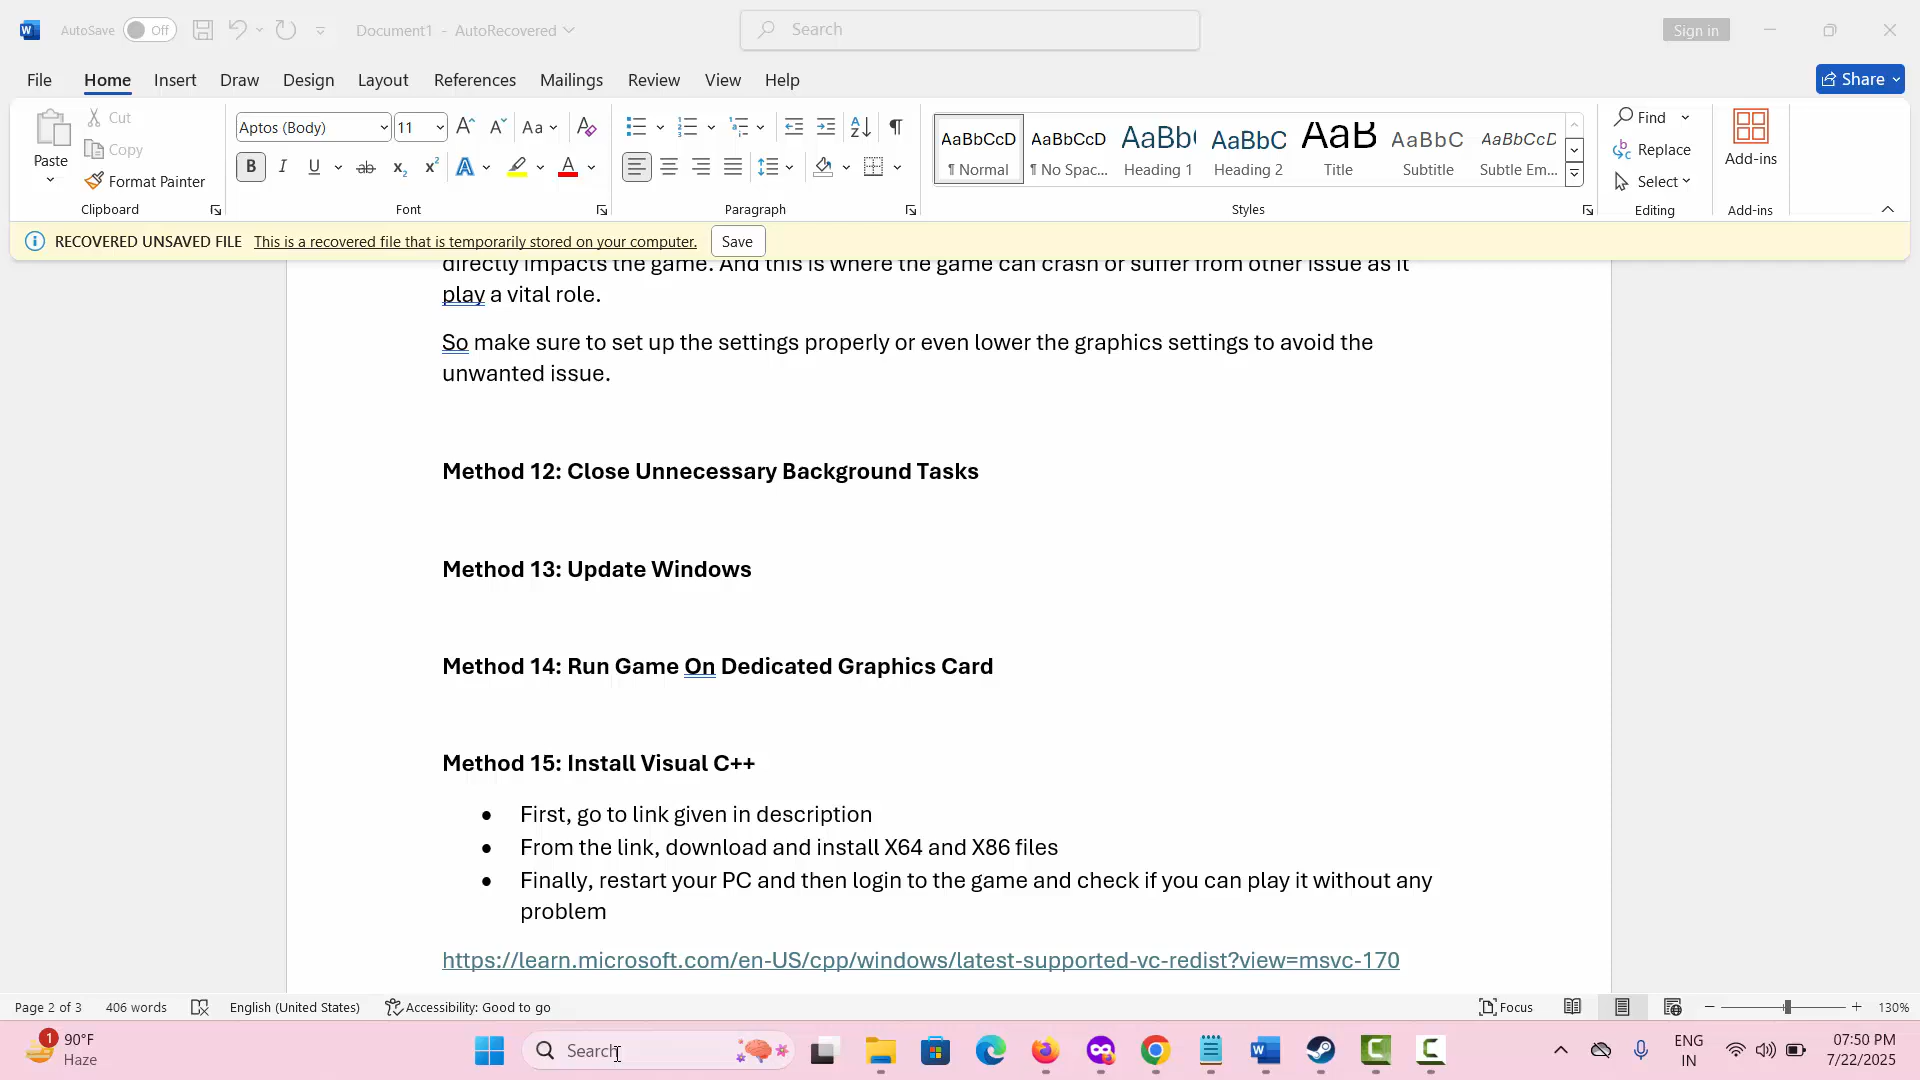 AutoSave Off Document1 - AutoRecovered Search Sign in
File Home Insert Draw Design Layout References Mailings Review View Help Share
Paste Cut Copy Format Painter Clipboard
Aptos (Body) 11 Aa Font
Paragraph
AaBbCcD ¶ Normal AaBbCcD ¶ No Spac... AaBb( Heading 1 AaBbC Heading 2 AaB Title AaBbC Subtitle AaBbCcD Subtle Em... Styles
Find Replace Select Editing
Add-ins Add-ins
RECOVERED UNSAVED FILE This is a recovered file that is temporarily stored on your computer. Save
directly impacts the game. And this is where the game can crash or suffer from other issue as it
play a vital role.
So make sure to set up the settings properly or even lower the graphics settings to avoid the
unwanted issue.
Method 12: Close Unnecessary Background Tasks
Method 13: Update Windows
Method 14: Run Game On Dedicated Graphics Card
Method 15: Install Visual C++
• First, go to link given in description
• From the link, download and install X64 and X86 files
• Finally, restart your PC and then login to the game and check if you can play it without any
problem
https://learn.microsoft.com/en-US/cpp/windows/latest-supported-vc-redist?view=msvc-170
Page 2 of 3 406 words English (United States) Accessibility: Good to go Focus 130%
1 90°F Haze Search ENG IN 07:50 PM 7/22/2025